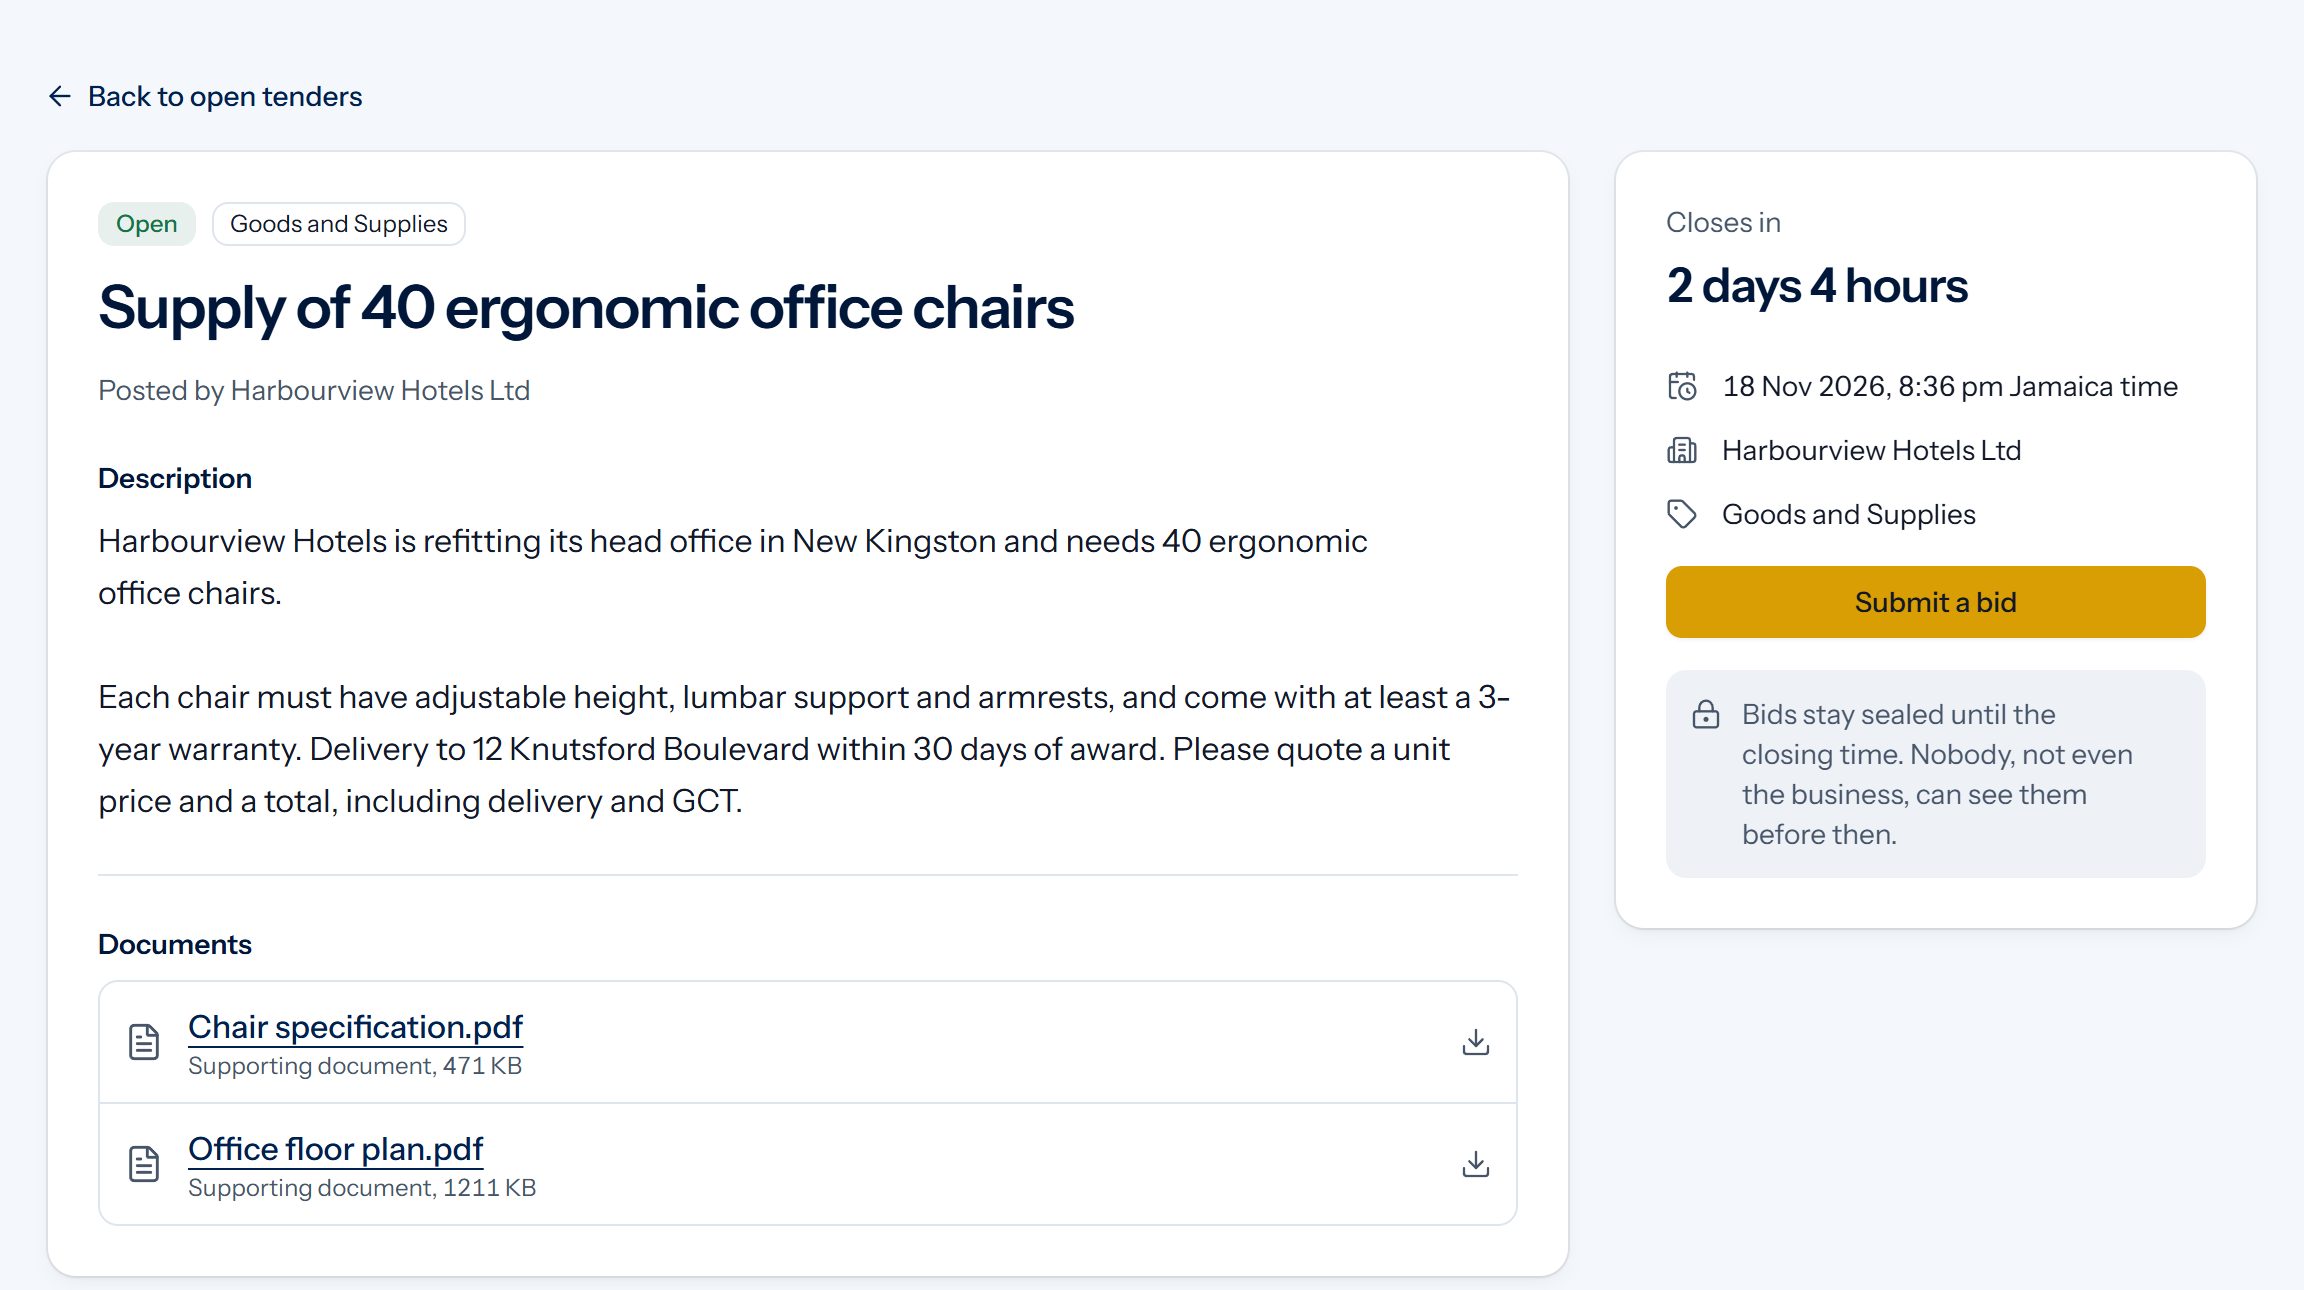 Back to open tenders
Open
Goods and Supplies
Supply of 40 ergonomic office chairs
Posted by Harbourview Hotels Ltd
Description
Harbourview Hotels is refitting its head office in New Kingston and needs 40 ergonomic
office chairs.
Each chair must have adjustable height, lumbar support and armrests, and come with at least a 3-
year warranty. Delivery to 12 Knutsford Boulevard within 30 days of award. Please quote a unit
price and a total, including delivery and GCT.
Documents
Chair specification.pdf
Supporting document, 471 KB
Office floor plan.pdf
Supporting document, 1211 KB
Closes in
2 days 4 hours
18 Nov 2026, 8:36 pm Jamaica time
Harbourview Hotels Ltd
Goods and Supplies
Submit a bid
Bids stay sealed until the
closing time. Nobody, not even
the business, can see them
before then.